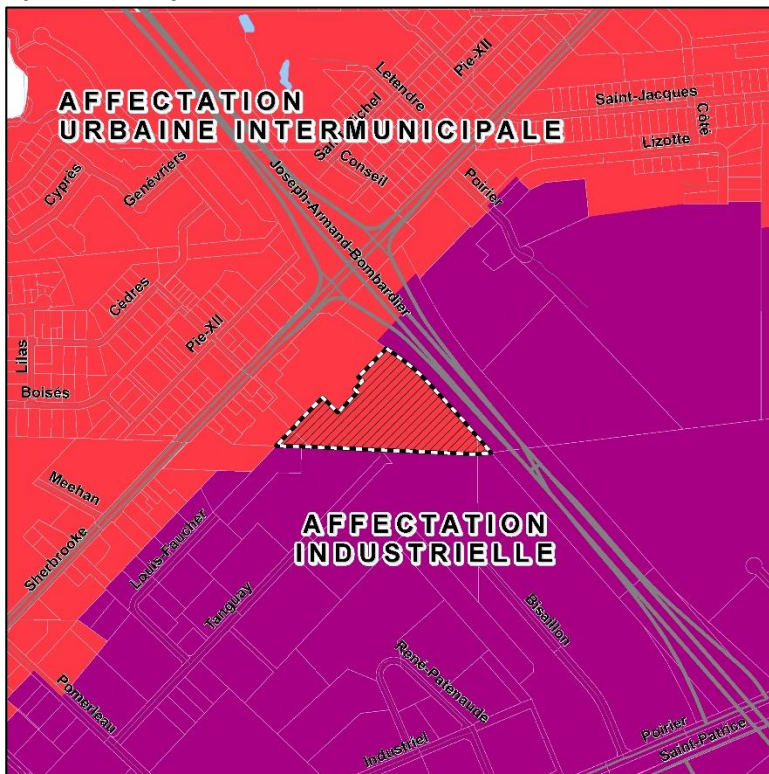 Pie-XII
Letendre
AFFECTATION
URBAINE INTERMUNICIPALE
Saint-Jacques
Côté
Lizotte
Conseil
Cyprès
Genévriers
Joseph-Armand-Bombardier
Poirier
Cèdres
Pie-XII
Lilas
Boisés
Meehan
Sherbrooke
Louis-Faucher
AFFECTATION
INDUSTRIELLE
Tanguay
Bisaillon
René-Patenaude
Pomerleau
Industriel
Poirier
Saint-Patrice